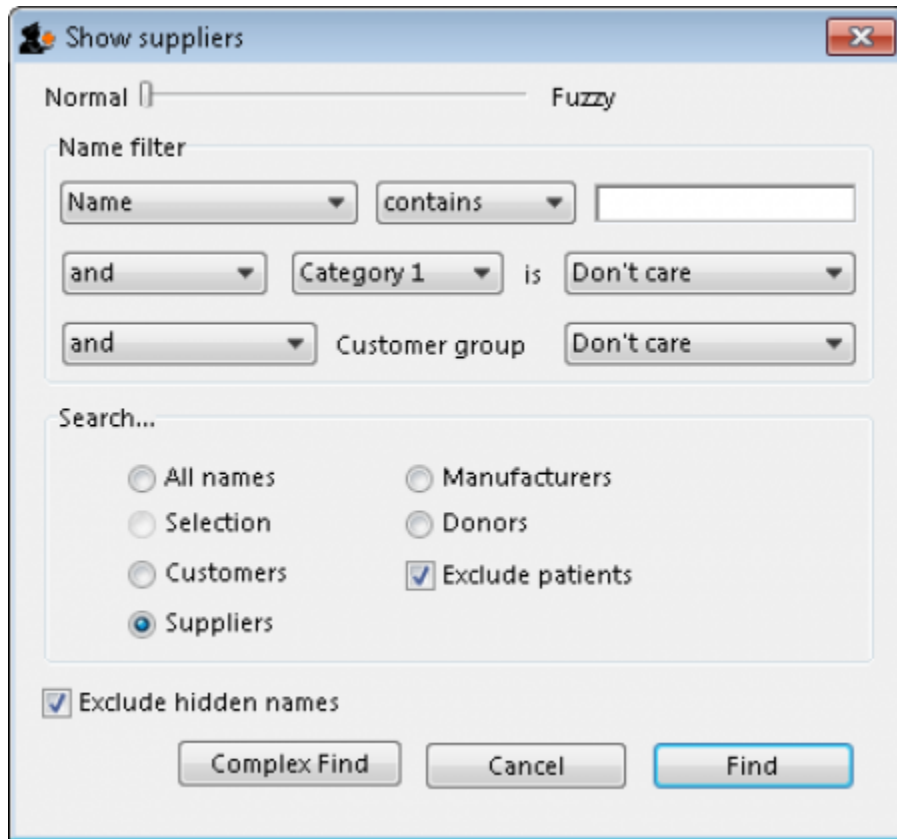 Show suppliers
Normal Fuzzy
Name filter
Name contains
and Category 1 is Don't care
and Customer group Don't care
Search...
All names Manufacturers
Selection Donors
Customers Exclude patients
Suppliers
Exclude hidden names
Complex Find Cancel Find